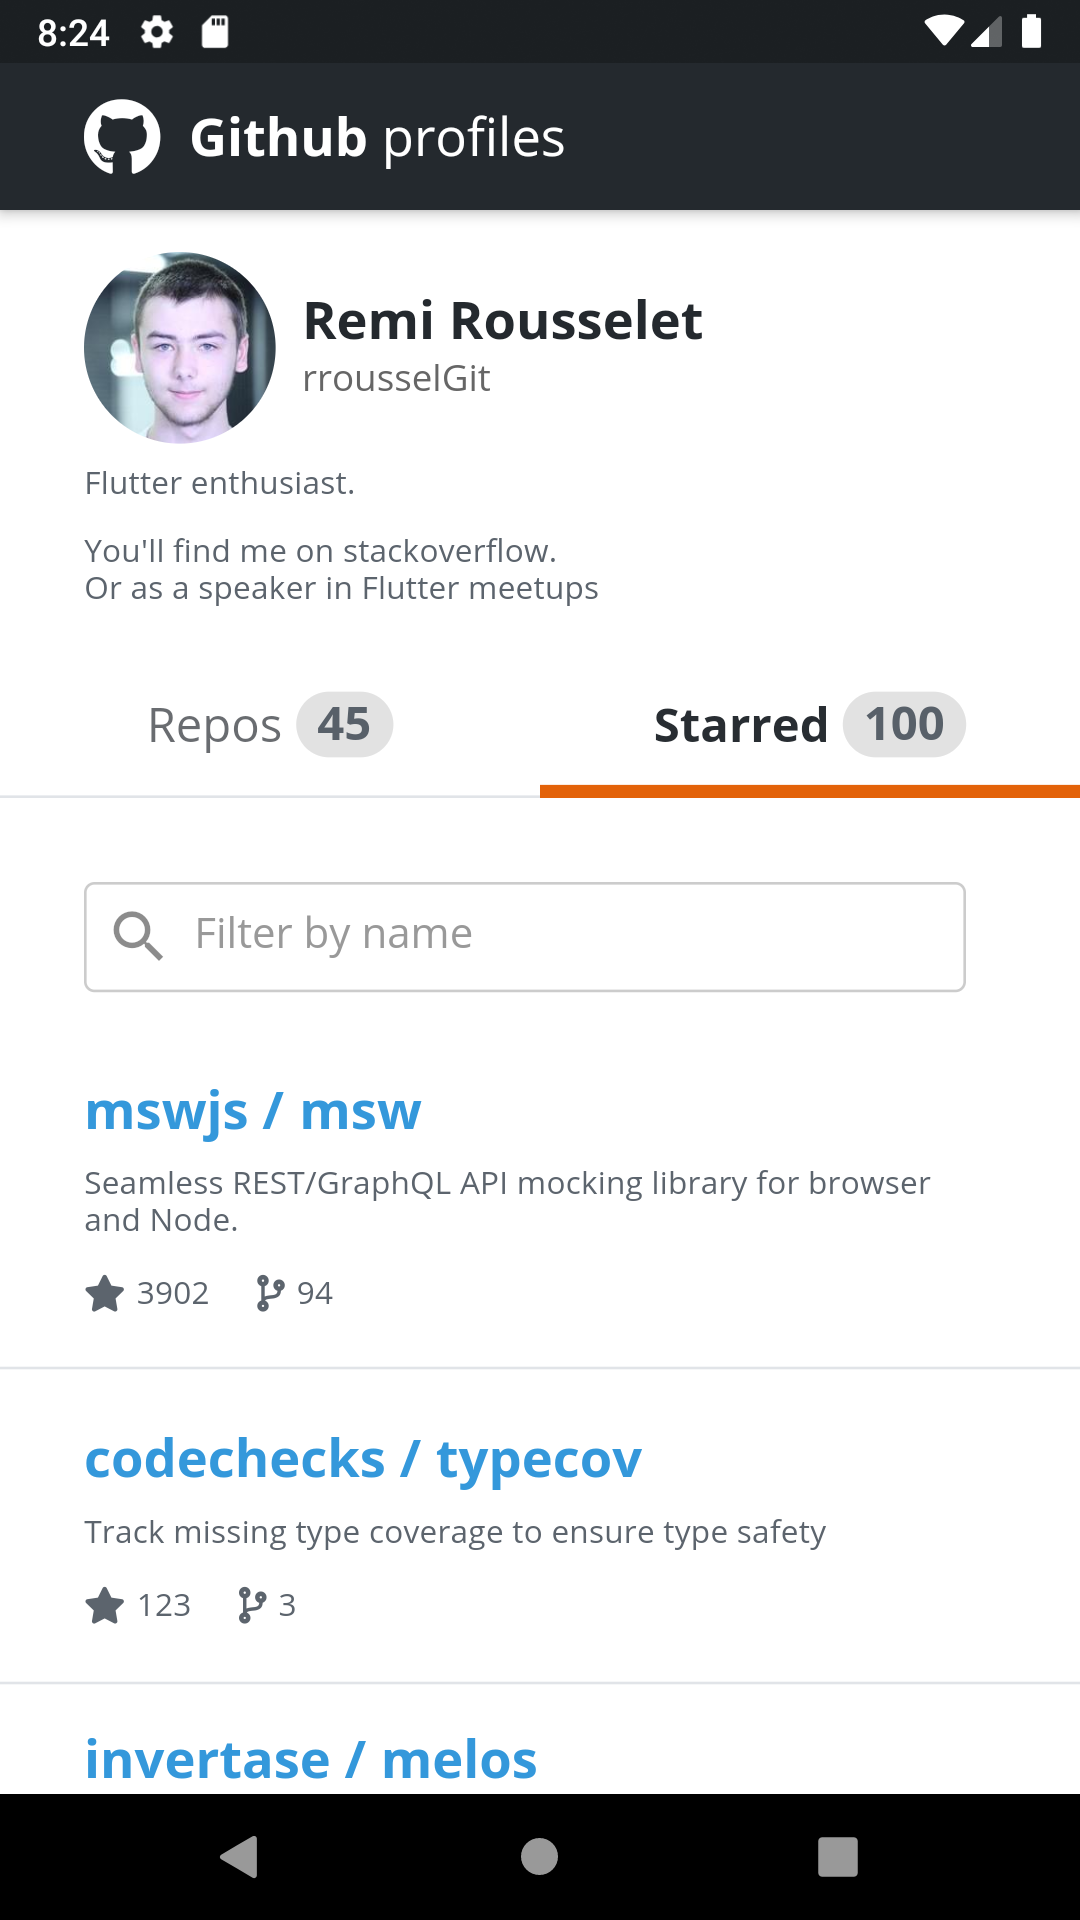 8:24
Github profiles
Remi Rousselet
rrousselGit
Flutter enthusiast.
You'll find me on stackoverflow.
Or as a speaker in Flutter meetups
Repos 45 Starred 100
Filter by name
mswjs / msw
Seamless REST/GraphQL API mocking library for browser
and Node.
3902 94
codechecks / typecov
Track missing type coverage to ensure type safety
123 3
invertase / melos